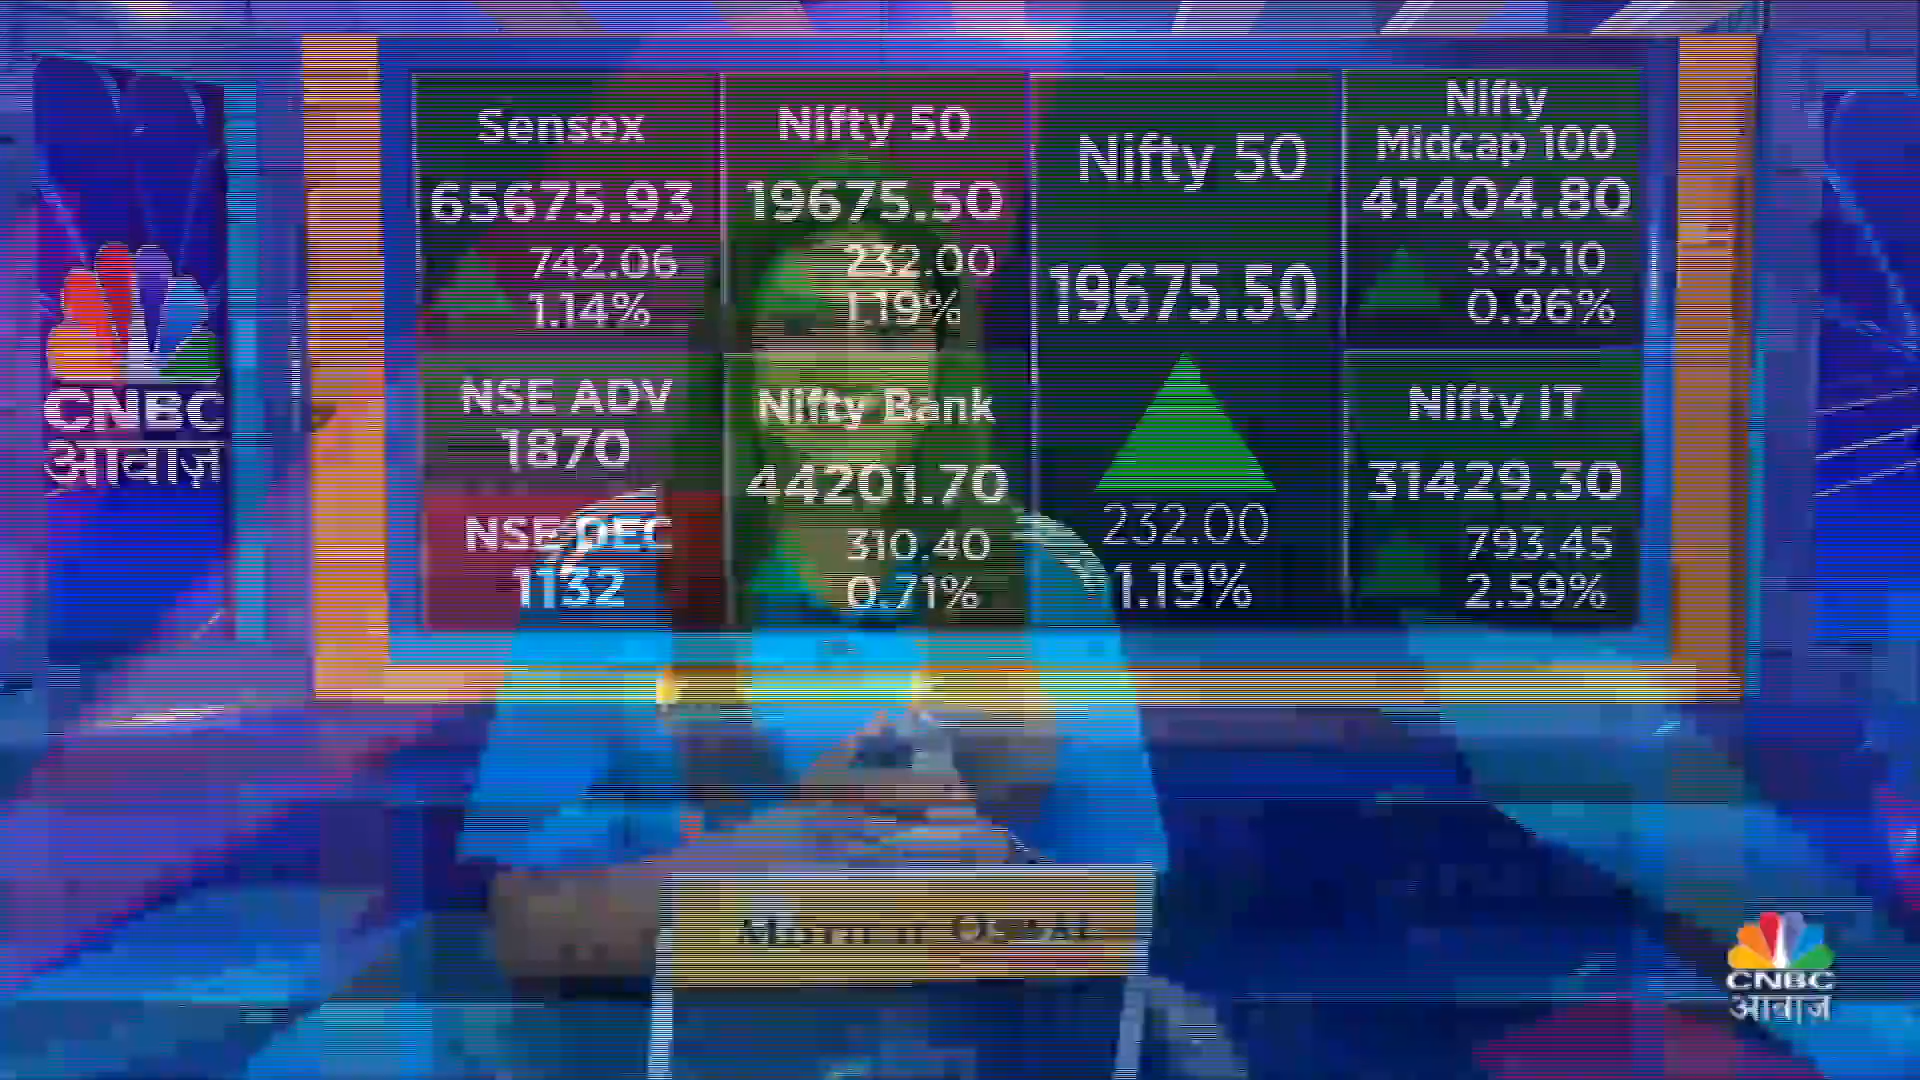 Sensex
65675.93
742.06
1.14%
NSE ADV
1870
NSE DEC
1132
Nifty 50
19675.50
232.00
1.19%
Nifty Bank
44201.70
310.40
0.71%
Nifty 50
19675.50
232.00
1.19%
Nifty
Midcap 100
41404.80
395.10
0.96%
Nifty IT
31429.30
793.45
2.59%
CNBC
आवाज़
MOTILAL OSWAL
CNBC
आवाज़